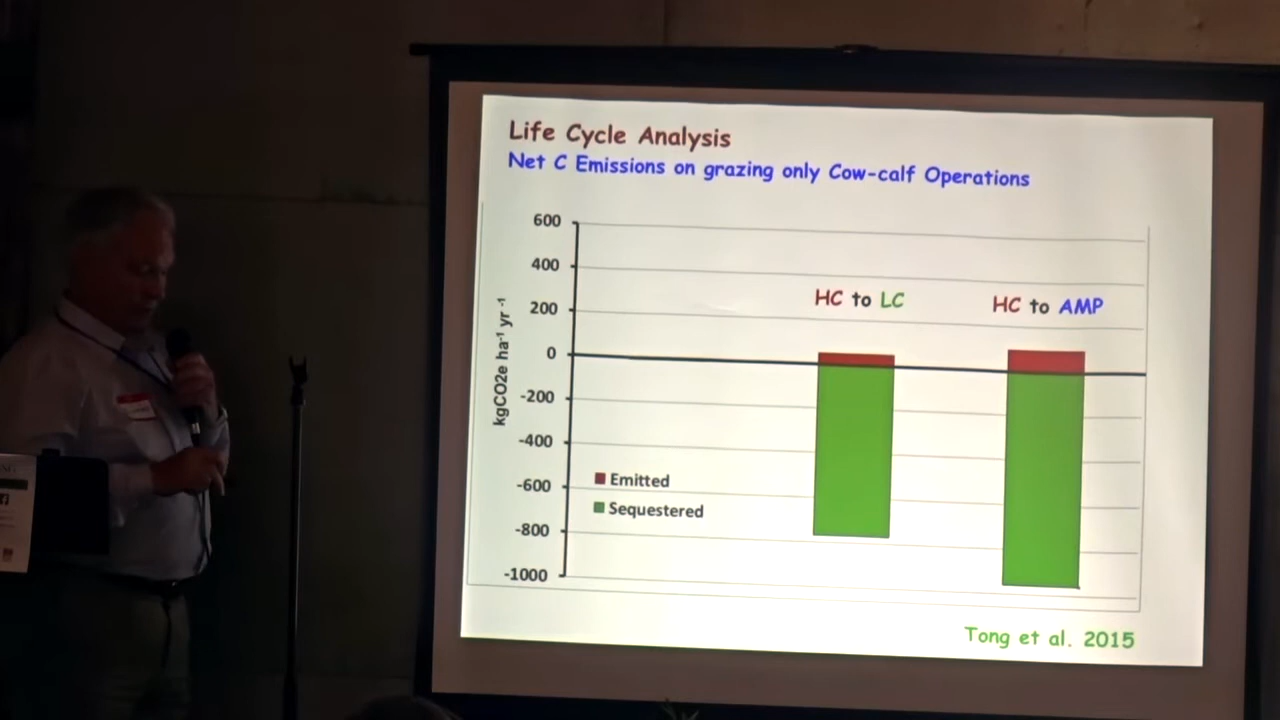 Life Cycle Analysis
Net C Emissions on grazing only Cow-calf Operations
600
400
200
0
-200
-400
-600
-800
-1000
kgCO2e ha-1 yr -1
HC to LC
HC to AMP
Emitted
Sequestered
Tong et al. 2015